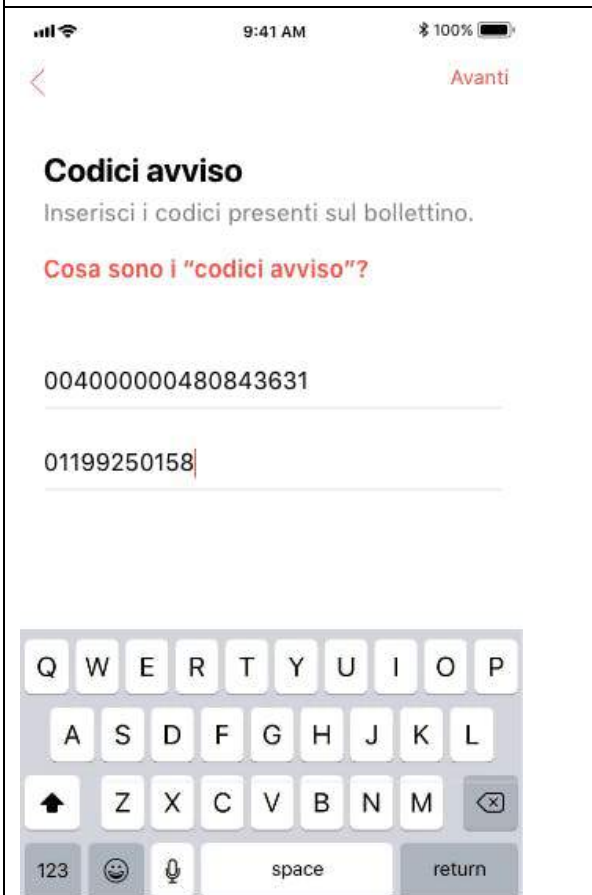 9:41 AM
100%
Avanti
Codici avviso
Inserisci i codici presenti sul bollettino.
Cosa sono i “codici avviso”?
004000000480843631
01199250158
Q W E R T Y U I O P
A S D F G H J K L
Z X C V B N M
123 space return